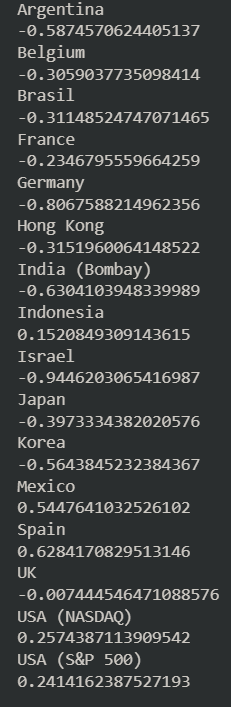 Argentina
-0.5874570624405137
Belgium
-0.3059037735098414
Brasil
-0.31148524747071465
France
-0.2346795559664259
Germany
-0.8067588214962356
Hong Kong
-0.3151960064148522
India (Bombay)
-0.6304103948339989
Indonesia
0.1520849309143615
Israel
-0.9446203065416987
Japan
-0.3973334382020576
Korea
-0.5643845232384367
Mexico
0.5447641032526102
Spain
0.6284170829513146
UK
-0.007444546471088576
USA (NASDAQ)
0.2574387113909542
USA (S&P 500)
0.2414162387527193